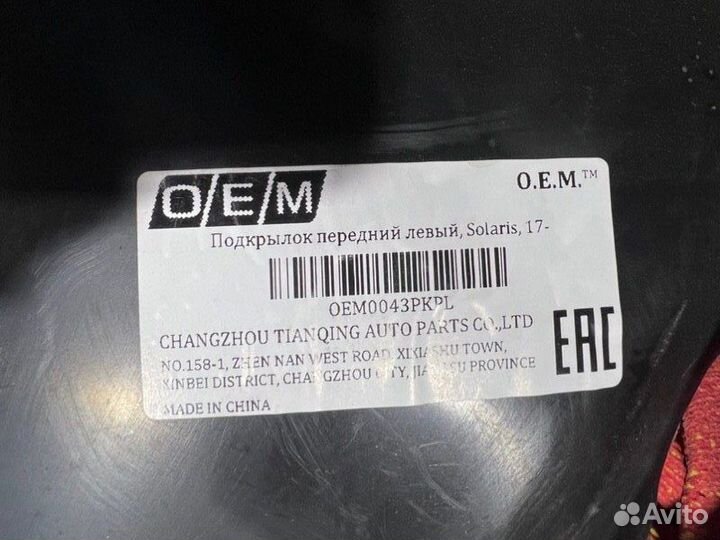 O/E/M
O.E.M.™
Подкрылок передний левый, Solaris, 17-
OEM0043PKPL
CHANGZHOU TIANQING AUTO PARTS CO.,LTD
NO.158-1, ZHEN NAN WEST ROAD, XIXIASHU TOWN,
XINBEI DISTRICT, CHANGZHOU CITY, JIANGSU PROVINCE
MADE IN CHINA
EAC
Avito